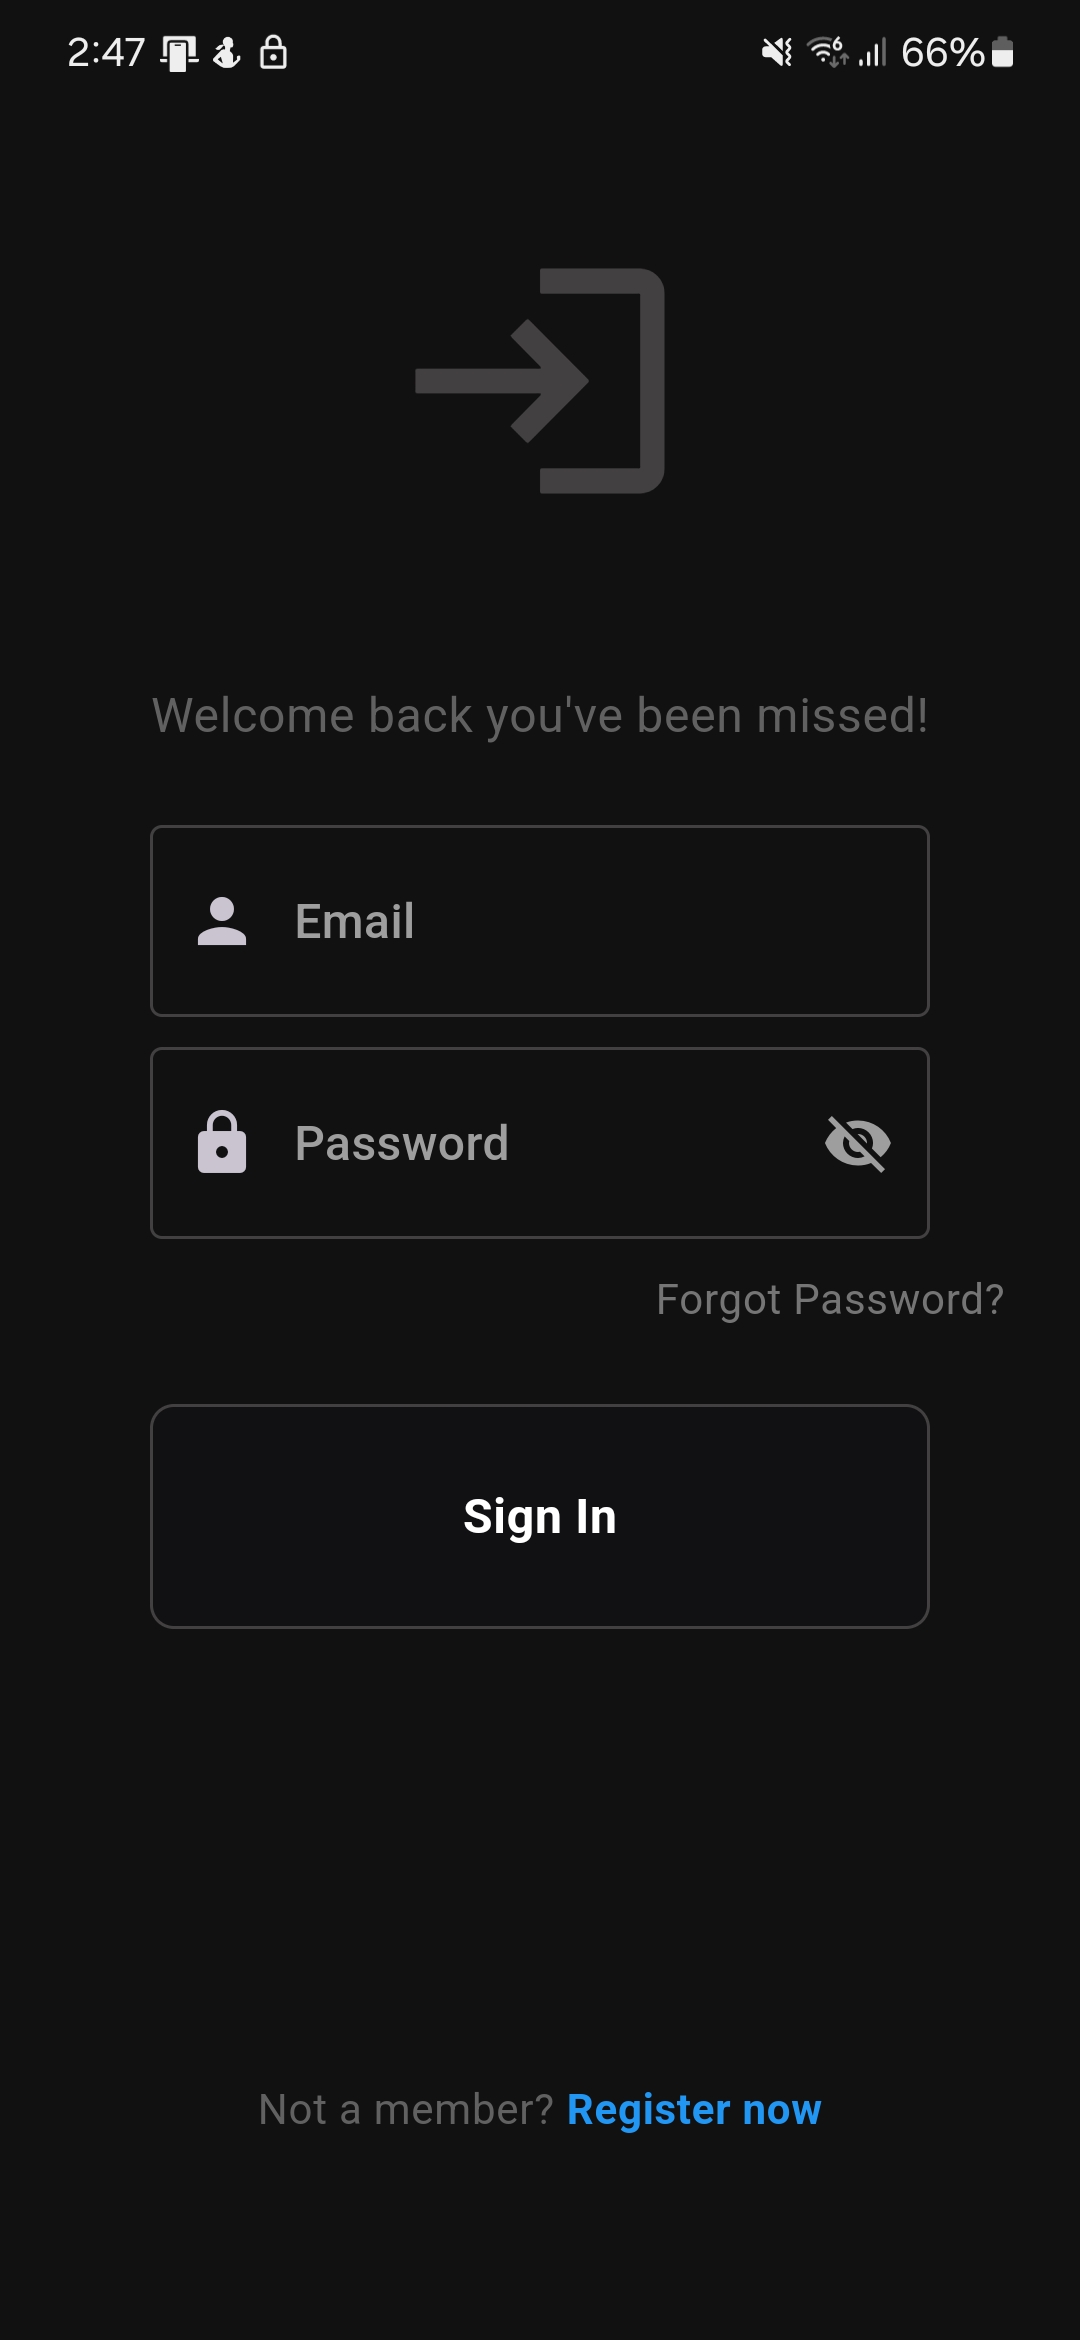 2:47 66%
Welcome back you've been missed!
Email
Password
Forgot Password?
Sign In
Not a member? Register now